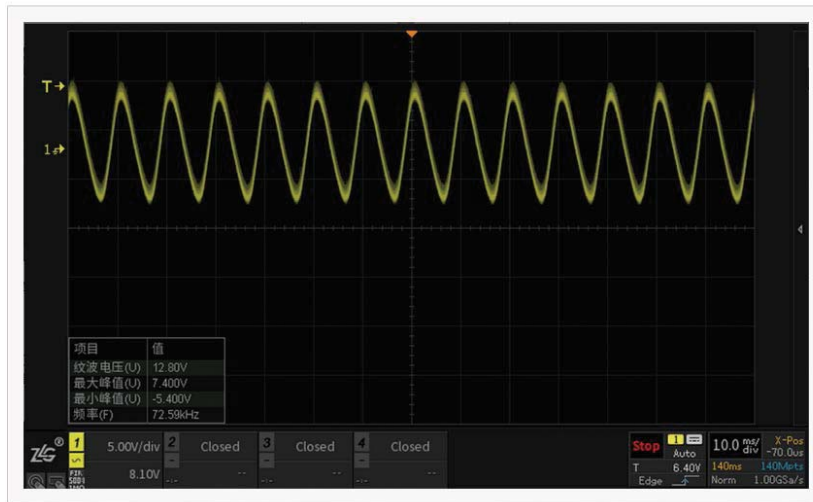 T
1
项目 值
纹波电压(U) 12.80V
最大峰值(U) 7.400V
最小峰值(U) -5.400V
频率(F) 72.59kHz
ZLG®
1 5.00V/div
8.10V
2 Closed
-- -:-
3 Closed
-- -:-
4 Closed
-- -:-
Stop 1 Auto
T 6.40V
Edge
10.0 ms/div X-Pos -70.0us
140ms 140Mpts
Norm 1.00GSa/s